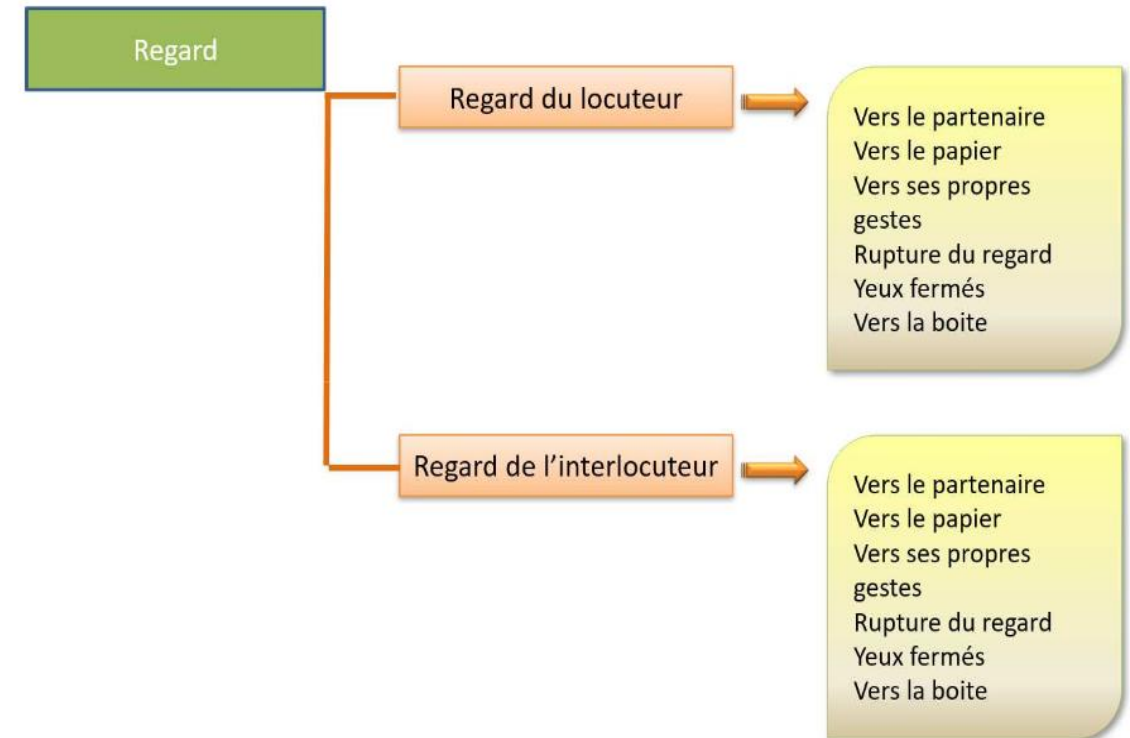 Regard
Regard du locuteur
Vers le partenaire
Vers le papier
Vers ses propres
gestes
Rupture du regard
Yeux fermés
Vers la boite
Regard de l’interlocuteur
Vers le partenaire
Vers le papier
Vers ses propres
gestes
Rupture du regard
Yeux fermés
Vers la boite